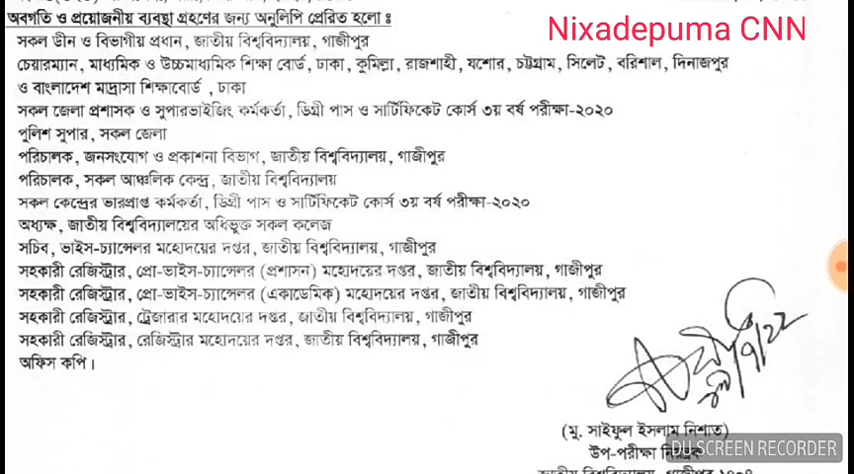 অবগতি ও প্রয়োজনীয় ব্যবস্থা গ্রহণের জন্য অনুলিপি প্রেরিত হলো ঃ
Nixadepuma CNN
সকল ডীন ও বিভাগীয় প্রধান, জাতীয় বিশ্ববিদ্যালয়, গাজীপুর
চেয়ারম্যান, মাধ্যমিক ও উচ্চমাধ্যমিক শিক্ষা বোর্ড, ঢাকা, কুমিল্লা, রাজশাহী, যশোর, চট্টগ্রাম, সিলেট, বরিশাল, দিনাজপুর
ও বাংলাদেশ মাদ্রাসা শিক্ষাবোর্ড , ঢাকা
সকল জেলা প্রশাসক ও সুপারভাইজিং কর্মকর্তা, ডিগ্রী পাস ও সার্টিফিকেট কোর্স ৩য় বর্ষ পরীক্ষা-২০২০
পুলিশ সুপার, সকল জেলা
পরিচালক, জনসংযোগ ও প্রকাশনা বিভাগ, জাতীয় বিশ্ববিদ্যালয়, গাজীপুর
পরিচালক, সকল আঞ্চলিক কেন্দ্র, জাতীয় বিশ্ববিদ্যালয়
সকল কেন্দ্রের ভারপ্রাপ্ত কর্মকর্তা, ডিগ্রী পাস ও সার্টিফিকেট কোর্স ৩য় বর্ষ পরীক্ষা-২০২০
অধ্যক্ষ, জাতীয় বিশ্ববিদ্যালয়ের অধিভুক্ত সকল কলেজ
সচিব, ভাইস-চ্যান্সেলর মহোদয়ের দপ্তর, জাতীয় বিশ্ববিদ্যালয়, গাজীপুর
সহকারী রেজিস্ট্রার, প্রো-ভাইস-চ্যান্সেলর (প্রশাসন) মহোদয়ের দপ্তর, জাতীয় বিশ্ববিদ্যালয়, গাজীপুর
সহকারী রেজিস্ট্রার, প্রো-ভাইস-চ্যান্সেলর (একাডেমিক) মহোদয়ের দপ্তর, জাতীয় বিশ্ববিদ্যালয়, গাজীপুর
সহকারী রেজিস্ট্রার, ট্রেজারার মহোদয়ের দপ্তর, জাতীয় বিশ্ববিদ্যালয়, গাজীপুর
সহকারী রেজিস্ট্রার, রেজিস্ট্রার মহোদয়ের দপ্তর, জাতীয় বিশ্ববিদ্যালয়, গাজীপুর
অফিস কপি।
(মু. সাইফুল ইসলাম নিশাত)
DU SCREEN RECORDER
উপ-পরীক্ষা
জাতীয় বিশ্ববিদ্যালয়, গাজীপুর